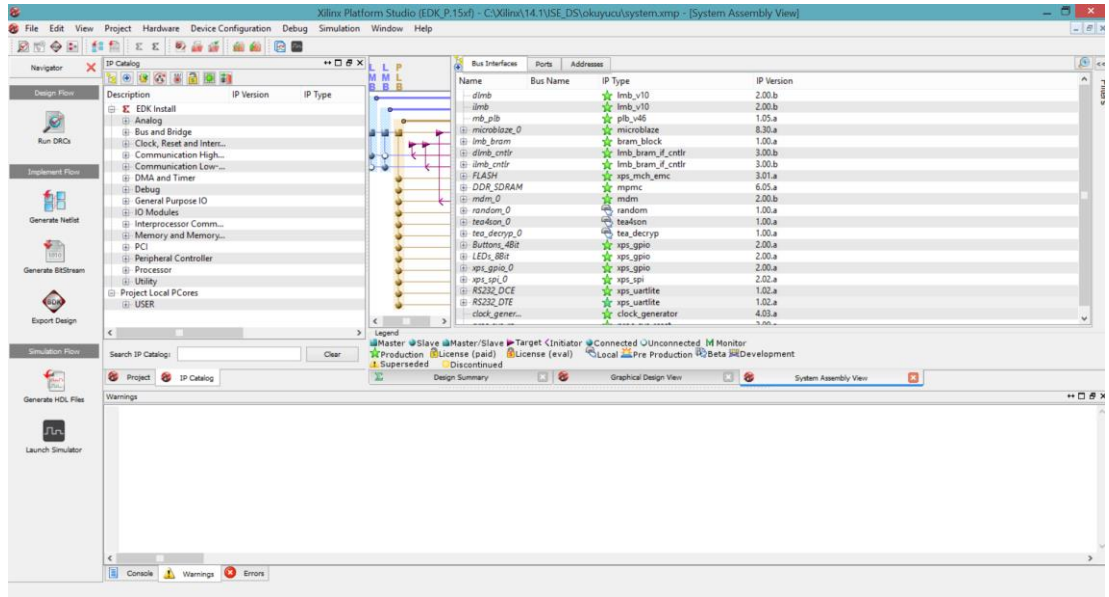 Xilinx Platform Studio (EDK_P.15xf) - C:\Xilinx\14.1\ISE_DS\okuyucu\system.xmp - [System Assembly View]
File Edit View Project Hardware Device Configuration Debug Simulation Window Help
Navigator
Design Flow
Run DRCs
Implement Flow
Generate Netlist
Generate BitStream
Export Design
Simulation Flow
Generate HDL Files
Launch Simulator
IP Catalog
Description IP Version IP Type
EDK Install
Analog
Bus and Bridge
Clock, Reset and Interr...
Communication High...
Communication Low-...
DMA and Timer
Debug
General Purpose IO
IO Modules
Interprocessor Comm...
Memory and Memory...
PCI
Peripheral Controller
Processor
Utility
Project Local PCores
USER
Search IP Catalog: Clear
Project IP Catalog
L L P
M M L
B B B
Bus Interfaces Ports Addresses
Name Bus Name IP Type IP Version
dlmb lmb_v10 2.00.b
ilmb lmb_v10 2.00.b
mb_plb plb_v46 1.05.a
microblaze_0 microblaze 8.30.a
lmb_bram bram_block 1.00.a
dlmb_cntlr lmb_bram_if_cntlr 3.00.b
ilmb_cntlr lmb_bram_if_cntlr 3.00.b
FLASH xps_mch_emc 3.01.a
DDR_SDRAM mpmc 6.05.a
mdm_0 mdm 2.00.b
random_0 random 1.00.a
tea4son_0 tea4son 1.00.a
tea_decryp_0 tea_decryp 1.00.a
Buttons_4Bit xps_gpio 2.00.a
LEDs_8Bit xps_gpio 2.00.a
xps_gpio_0 xps_gpio 2.00.a
xps_spi_0 xps_spi 2.02.a
RS232_DCE xps_uartlite 1.02.a
RS232_DTE xps_uartlite 1.02.a
clock_gener... clock_generator 4.03.a
Legend
Master Slave Master/Slave Target Initiator Connected Unconnected M Monitor
Production License (paid) License (eval) Local Pre Production Beta Development
Superseded Discontinued
Design Summary Graphical Design View System Assembly View
Files
Warnings
Console Warnings Errors